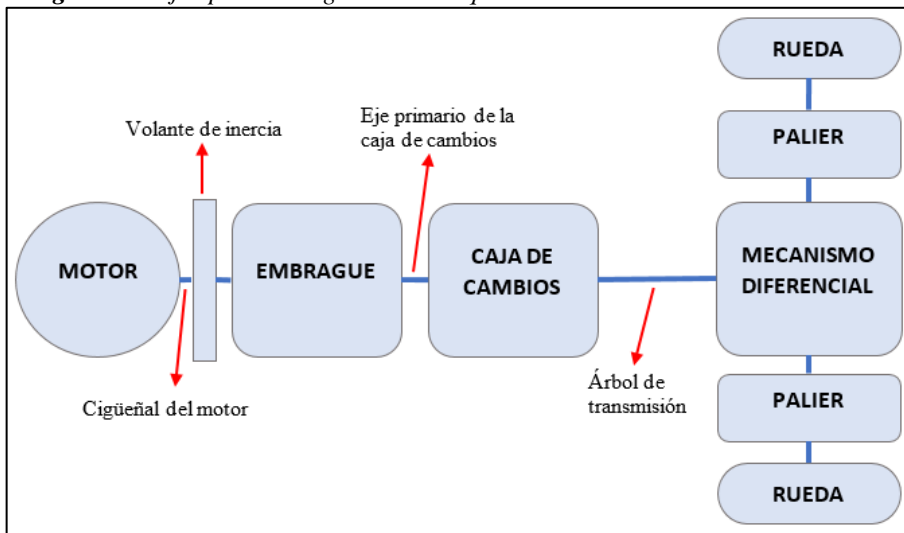 RUEDA
Volante de inercia
Eje primario de la
caja de cambios
PALIER
MOTOR
EMBRAGUE
CAJA DE
CAMBIOS
MECANISMO
DIFERENCIAL
Cigüeñal del motor
Árbol de
transmisión
PALIER
RUEDA